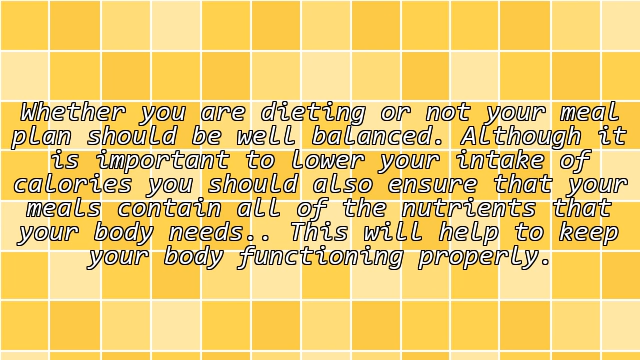 Whether you are dieting or not your meal
plan should be well balanced. Although it
is important to lower your intake of
calories you should also ensure that your
meals contain all of the nutrients that
your body needs.. This will help to keep
your body functioning properly.